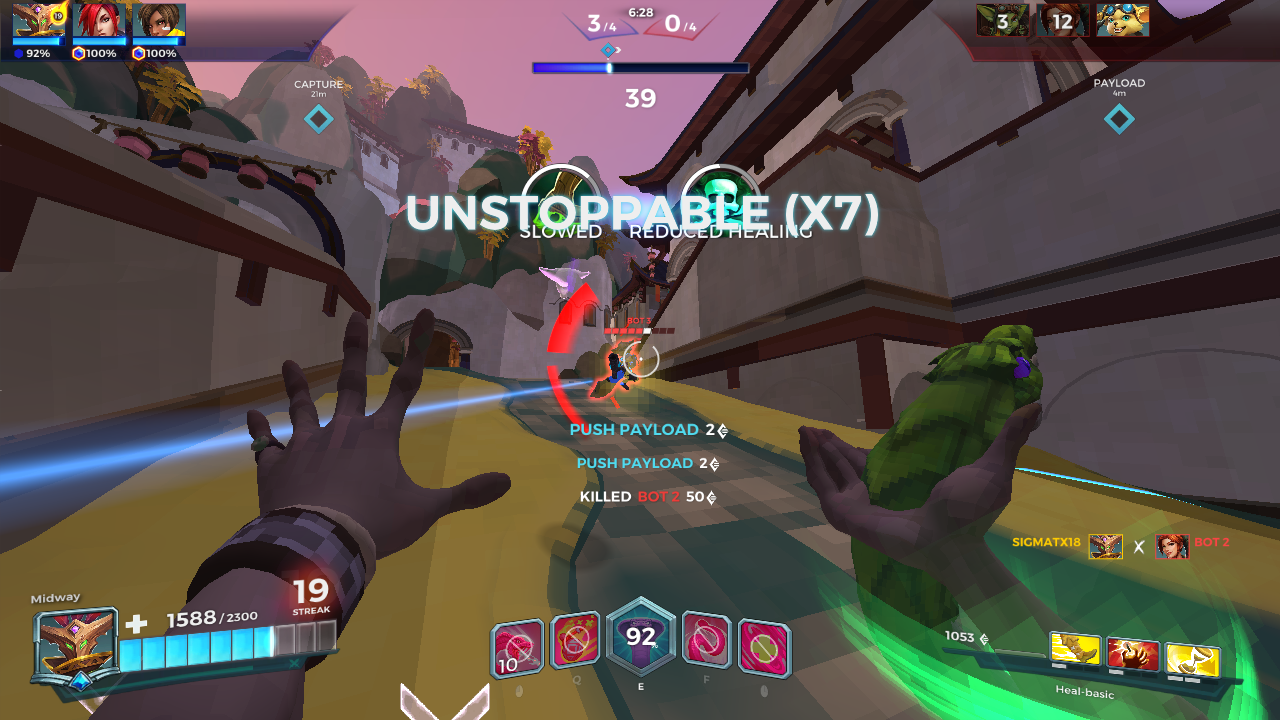 19
92% 100% 100%
3/4 6:28 0/4
3 12
39
CAPTURE
21m
PAYLOAD
4m
UNSTOPPABLE (X7)
SLOWED REDUCED HEALING
BOT 3
PUSH PAYLOAD 2
PUSH PAYLOAD 2
KILLED BOT 2 50
SIGMATX18 X BOT 2
Midway
1588/2300
19
STREAK
10
Q
92%
E
F
1053
Heal-basic